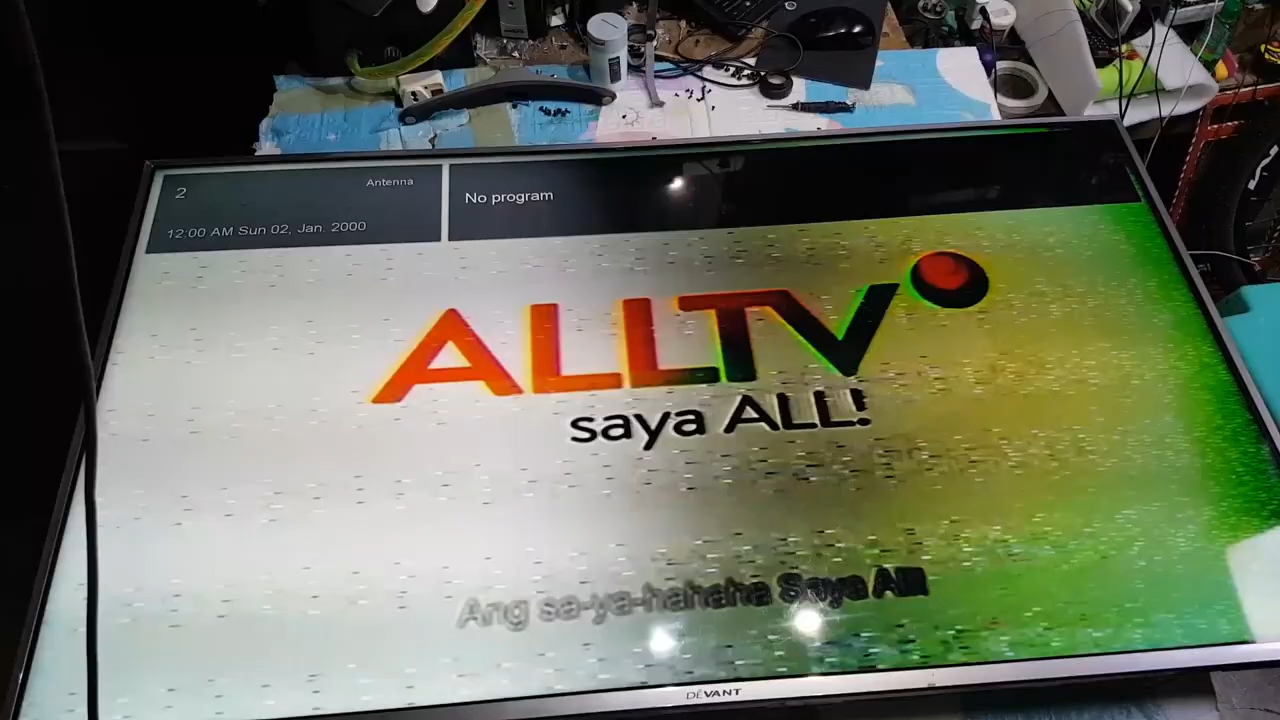 2
Antenna
12:00 AM Sun 02, Jan. 2000
No program
ALLTV
saya ALL!
Ang sa-ya-hahaha Saya All
DEVANT